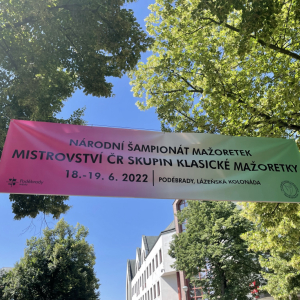 NÁRODNÍ ŠAMPIONÁT MAŽORETEK
MISTROVSTVÍ ČR SKUPIN KLASICKÉ MAŽORETKY
18.-19. 6. 2022 | PODĚBRADY, LÁZEŇSKÁ KOLONÁDA